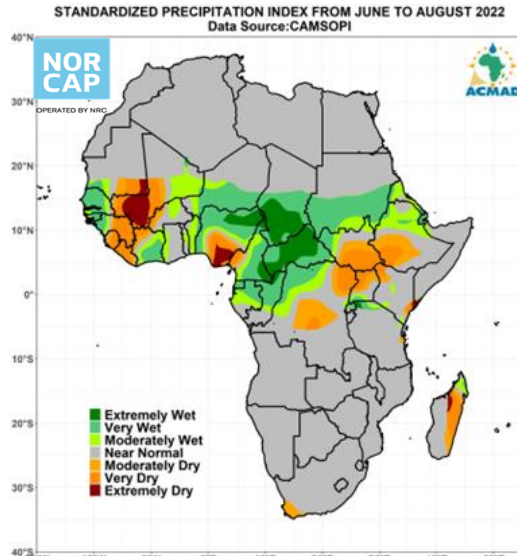 STANDARDIZED PRECIPITATION INDEX FROM JUNE TO AUGUST 2022
Data Source:CAMSOPI
40°N
NOR
CAP
OPERATED BY NRC
ACMAD
30°N
20°N
10°N
0°
10°S
20°S
Extremely Wet
Very Wet
Moderately Wet
Near Normal
Moderately Dry
Very Dry
Extremely Dry
30°S
40°S